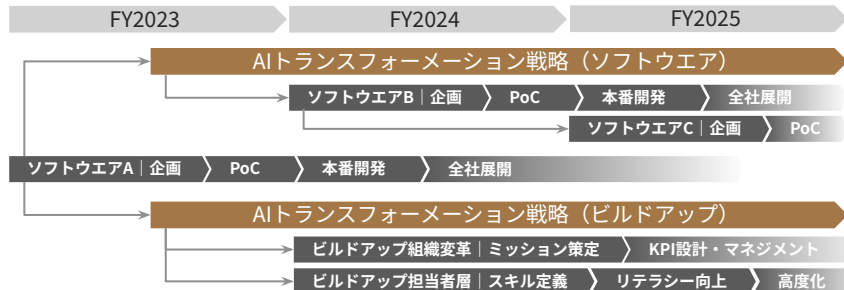 FY2023 FY2024 FY2025
AIトランスフォーメーション戦略（ソフトウエア）
ソフトウエアB｜企画 PoC 本番開発 全社展開
ソフトウエアC｜企画 PoC
ソフトウエアA｜企画 PoC 本番開発 全社展開
AIトランスフォーメーション戦略（ビルドアップ）
ビルドアップ組織変革｜ミッション策定 KPI設計・マネジメント
ビルドアップ担当者層｜スキル定義 リテラシー向上 高度化